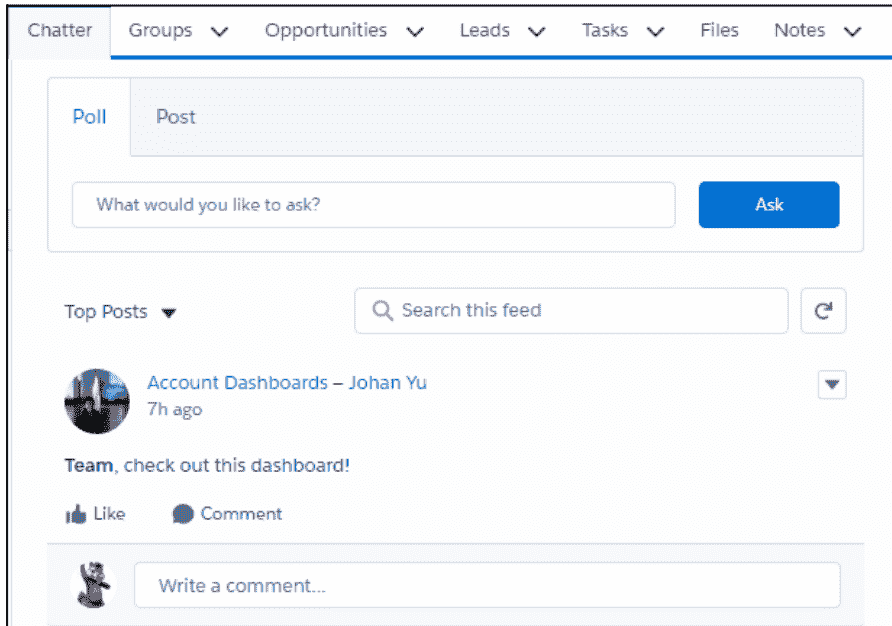 Chatter Groups Opportunities Leads Tasks Files Notes
Poll Post
What would you like to ask? Ask
Top Posts Search this feed
Account Dashboards – Johan Yu
7h ago
Team, check out this dashboard!
Like Comment
Write a comment...